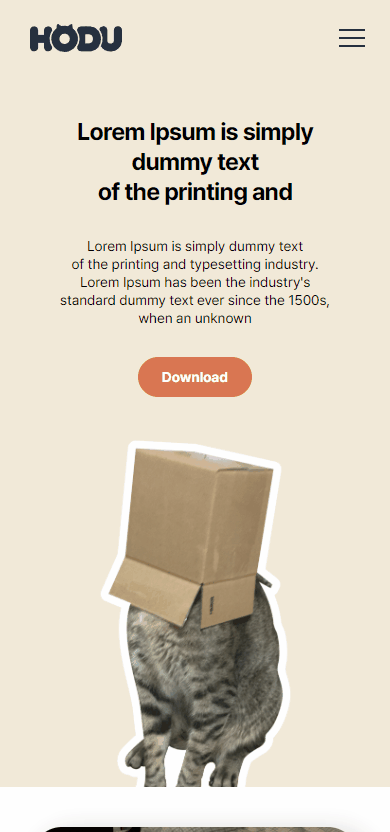 HODU
Lorem Ipsum is simply
dummy text
of the printing and
Lorem Ipsum is simply dummy text
of the printing and typesetting industry.
Lorem Ipsum has been the industry's
standard dummy text ever since the 1500s,
when an unknown
Download